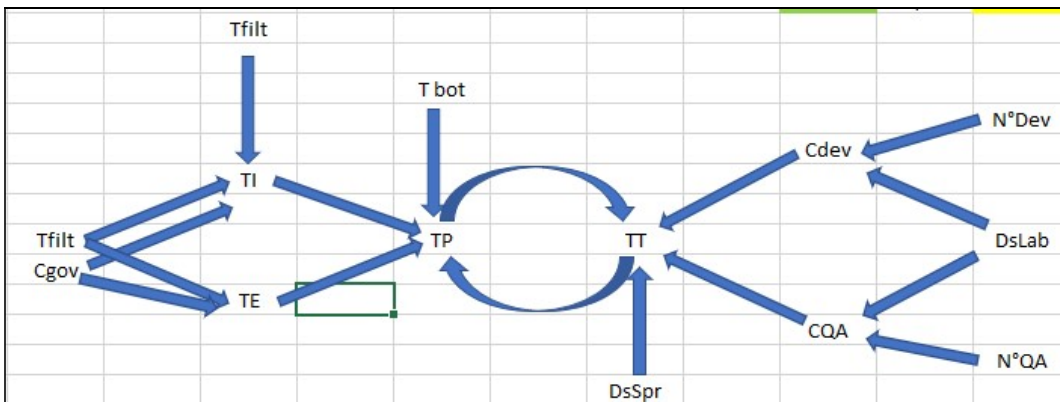 Tfilt
T bot
N°Dev
Cdev
TI
Tfilt
TP
TT
DsLab
Cgov
TE
CQA
N°QA
DsSpr